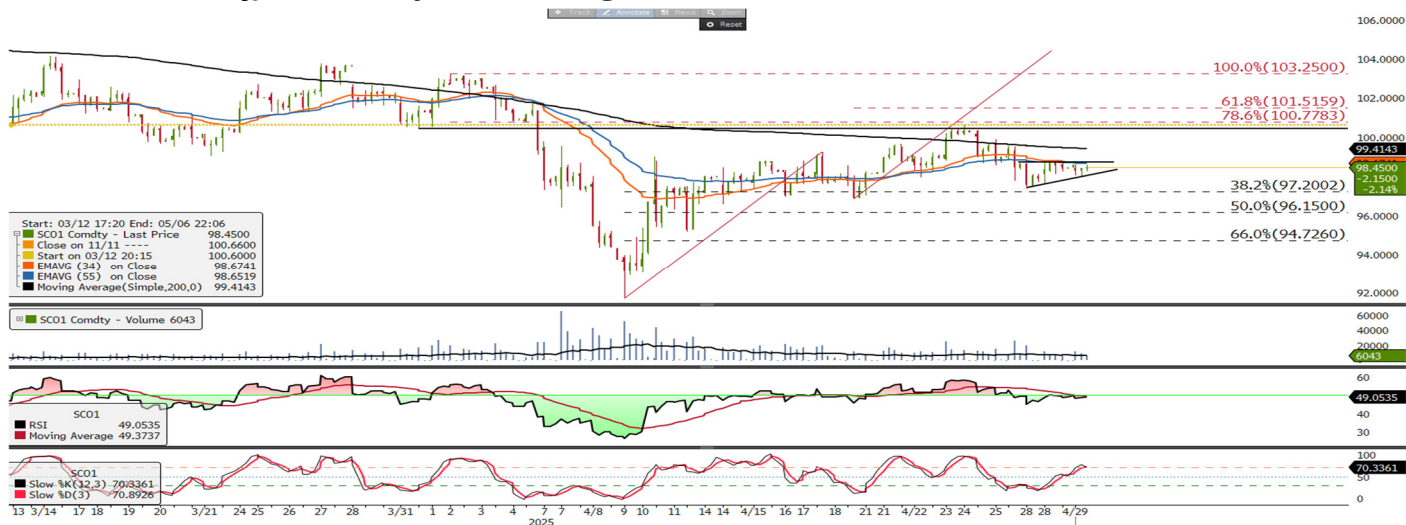 Track Annotate News Zoom
Reset
106.0000
104.0000
100.0%(103.2500)
102.0000
61.8%(101.5159)
78.6%(100.7783)
100.0000
99.4143
98.4500
-2.1500
-2.14%
38.2%(97.2002)
50.0%(96.1500)
96.0000
66.0%(94.7260)
94.0000
92.0000
Start: 03/12 17:20 End: 05/06 22:06
SCO1 Comdty - Last Price 98.4500
Close on 11/11 ---- 100.6600
Start on 03/12 20:15 100.6000
EMAVG (34) on Close 98.6741
EMAVG (55) on Close 98.6519
Moving Average(Simple,200,0) 99.4143
SCO1 Comdty - Volume 6043
60000
40000
20000
6043
SCO1
RSI 49.0535
Moving Average 49.3737
60
49.0535
40
30
SCO1
Slow %K(12,3) 70.3361
Slow %D(3) 70.8926
100
70.3361
50
0
13 3/14 17 18 19 20 3/21 24 25 26 27 28 3/31 1 2 3 4 7 7 4/8 9 10 11 14 14 4/15 16 17 18 21 21 4/22 23 24 25 28 28 4/29
2025